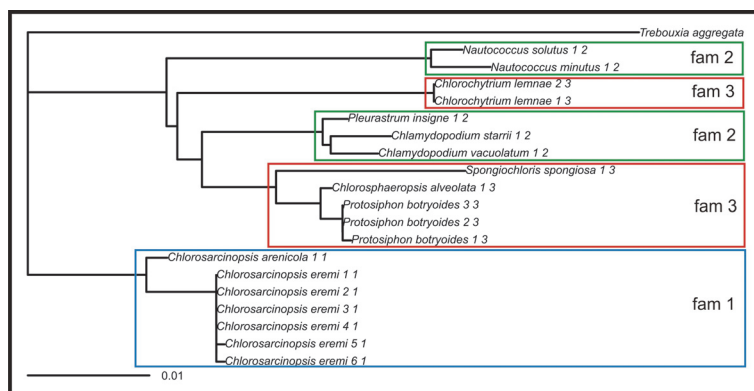 Trebouxia aggregata
Nautococcus solutus 1 2
fam 2
Nautococcus minutus 1 2
Chlorochytrium lemnae 2 3
fam 3
Chlorochytrium lemnae 1 3
Pleurastrum insigne 1 2
fam 2
Chlamydopodium starrii 1 2
Chlamydopodium vacuolatum 1 2
Spongiochloris spongiosa 1 3
Chlorosphaeropsis alveolata 1 3
Protosiphon botryoides 3 3
fam 3
Protosiphon botryoides 2 3
Protosiphon botryoides 1 3
Chlorosarcinopsis arenicola 1 1
Chlorosarcinopsis eremi 1 1
Chlorosarcinopsis eremi 2 1
fam 1
Chlorosarcinopsis eremi 3 1
Chlorosarcinopsis eremi 4 1
Chlorosarcinopsis eremi 5 1
Chlorosarcinopsis eremi 6 1
0.01